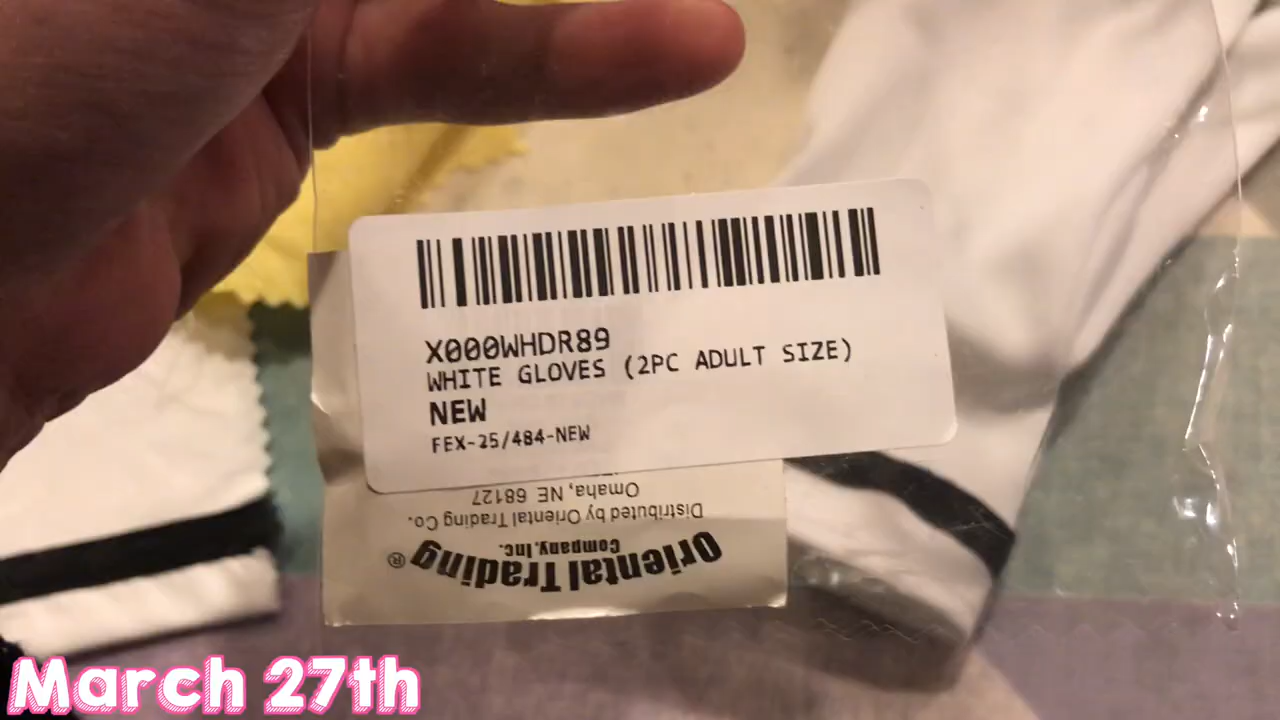 X000WHDR89
WHITE GLOVES (2PC ADULT SIZE)
NEW
FEX-25/484-NEW
Oriental Trading®
Company, Inc.
Distributed by Oriental Trading Co.
Omaha, NE 68127
March 27th